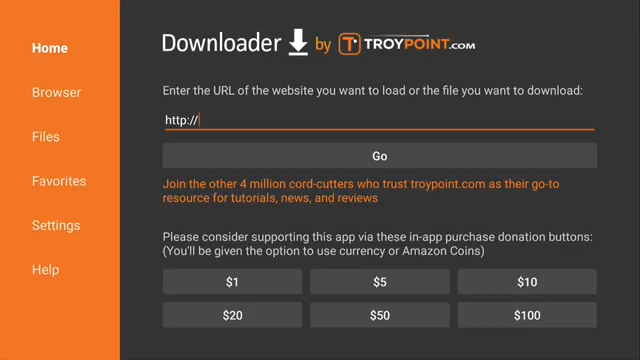 Home
Browser
Files
Favorites
Settings
Help
Downloader by TROYPOINT.COM
Enter the URL of the website you want to load or the file you want to download:
http://
Go
Join the other 4 million cord-cutters who trust troypoint.com as their go-to
resource for tutorials, news, and reviews
Please consider supporting this app via these in-app purchase donation buttons:
(You'll be given the option to use currency or Amazon Coins)
$1 $5 $10
$20 $50 $100